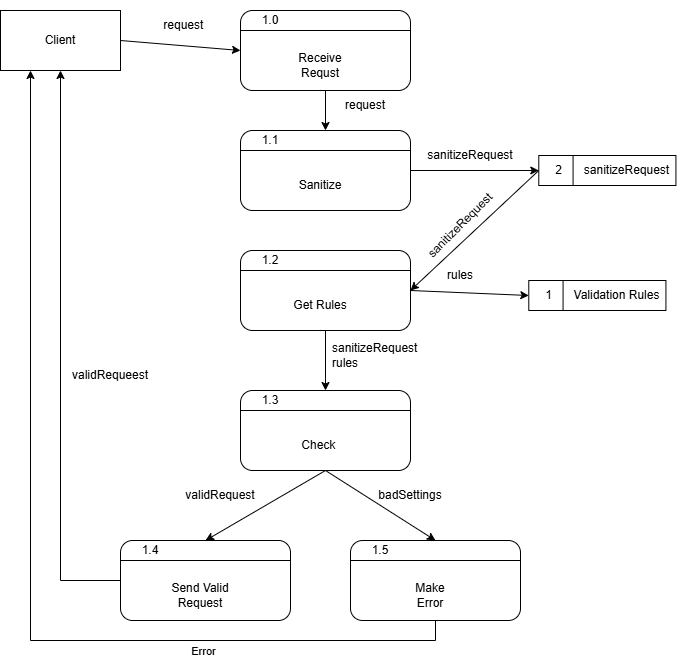 Client
request
1.0
Receive
Requst
request
1.1
Sanitize
sanitizeRequest
2
sanitizeRequest
sanitizeRequest
1.2
Get Rules
rules
1
Validation Rules
sanitizeRequest
rules
validRequeest
1.3
Check
validRequest
badSettings
1.4
Send Valid
Request
1.5
Make
Error
Error